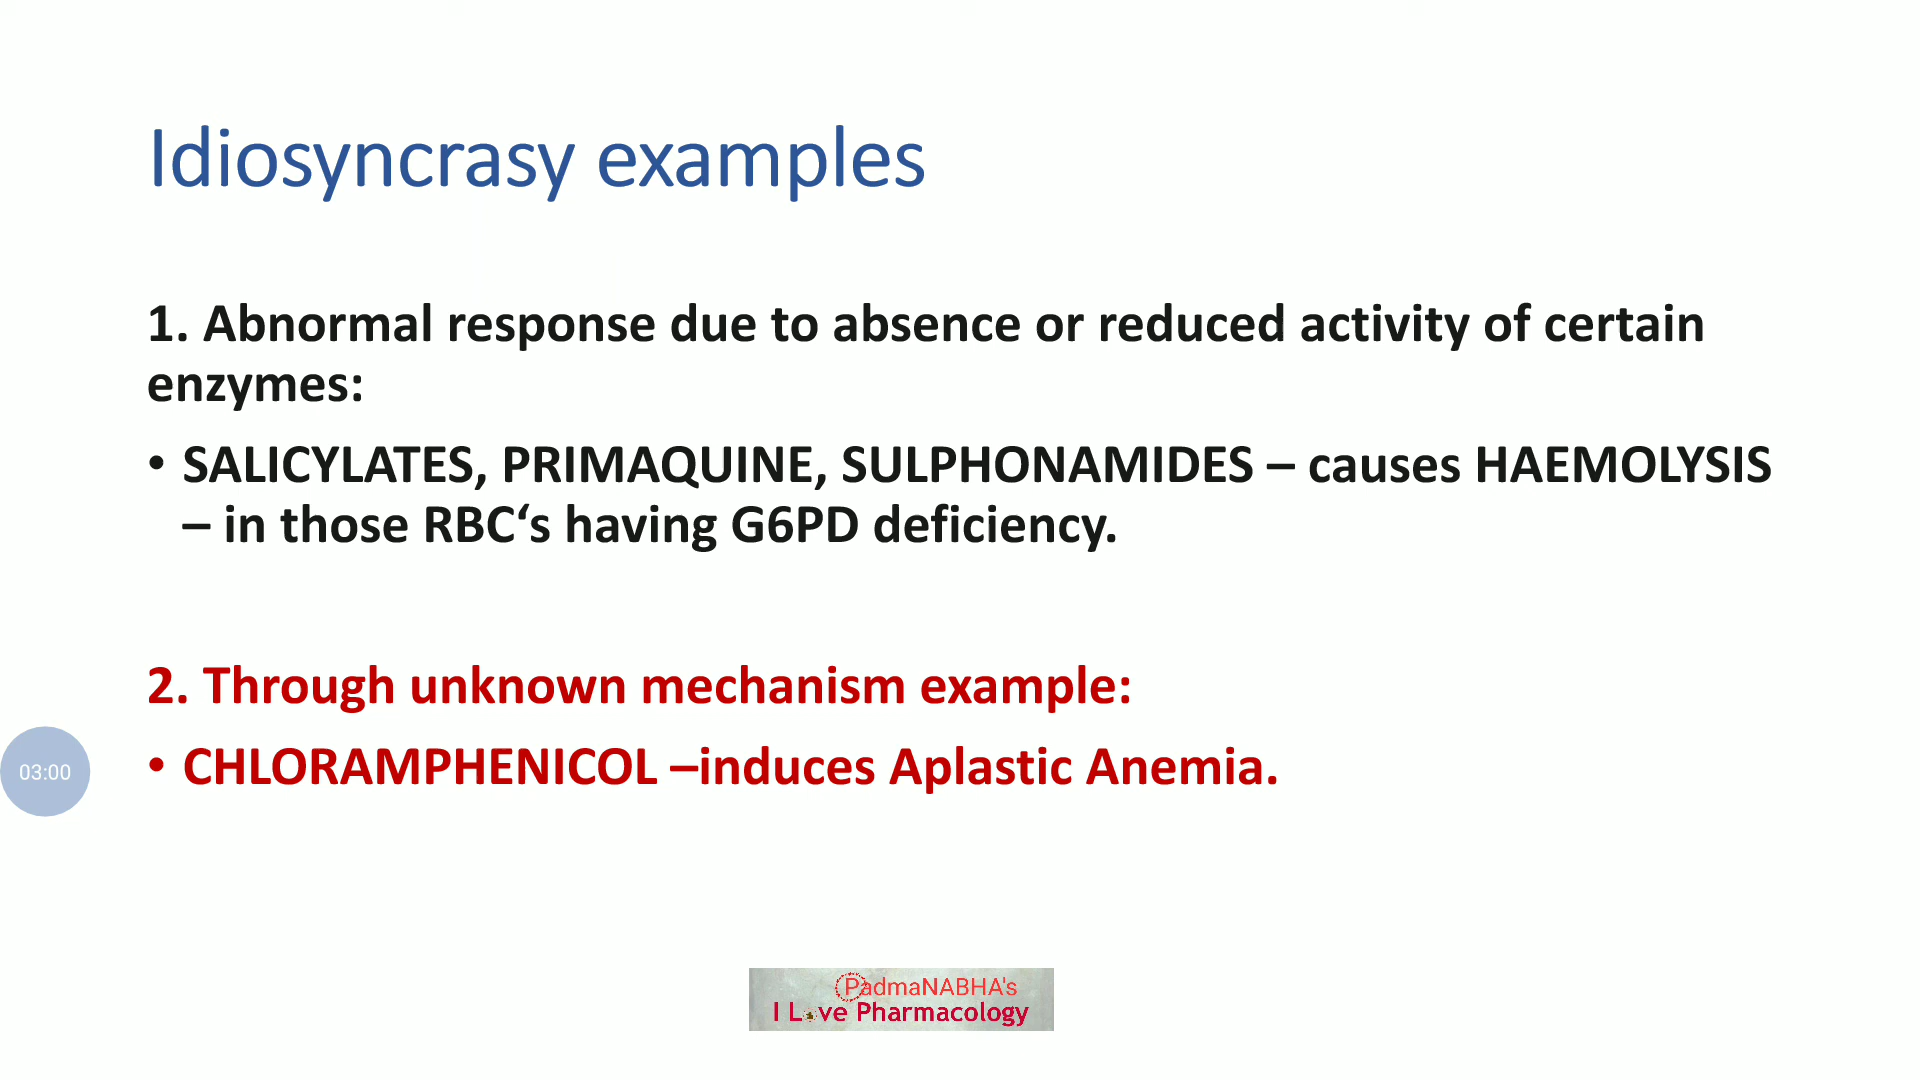 Idiosyncrasy examples
1. Abnormal response due to absence or reduced activity of certain
enzymes:
• SALICYLATES, PRIMAQUINE, SULPHONAMIDES – causes HAEMOLYSIS
– in those RBC‘s having G6PD deficiency.
2. Through unknown mechanism example:
03:00
• CHLORAMPHENICOL –induces Aplastic Anemia.
PadmaNABHA's
I Love Pharmacology